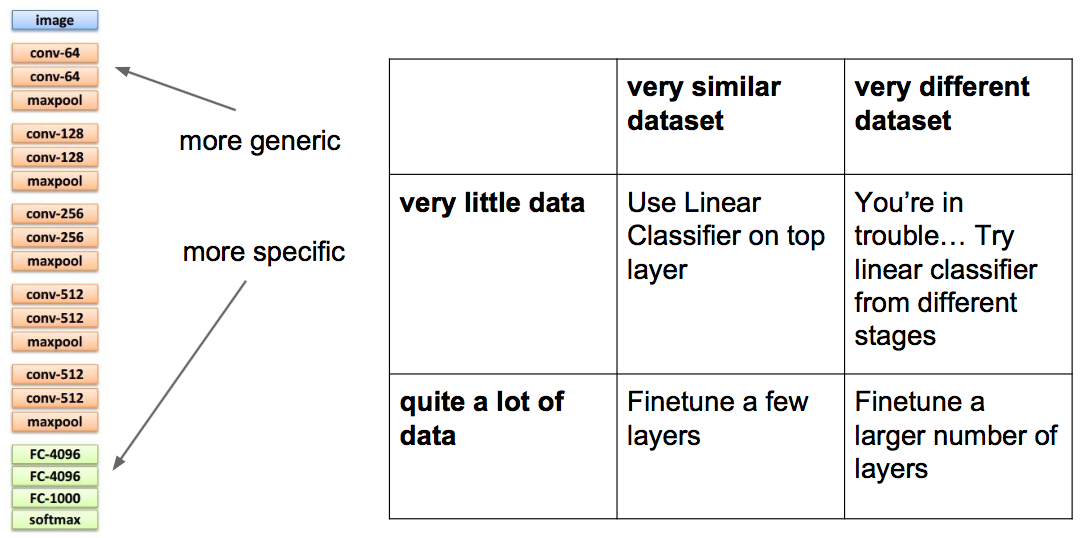 image
conv-64
conv-64
maxpool
conv-128
conv-128
maxpool
conv-256
conv-256
maxpool
conv-512
conv-512
maxpool
conv-512
conv-512
maxpool
FC-4096
FC-4096
FC-1000
softmax
more generic
more specific
very similar
dataset
very different
dataset
very little data
Use Linear
Classifier on top
layer
You’re in
trouble… Try
linear classifier
from different
stages
quite a lot of
data
Finetune a few
layers
Finetune a
larger number of
layers